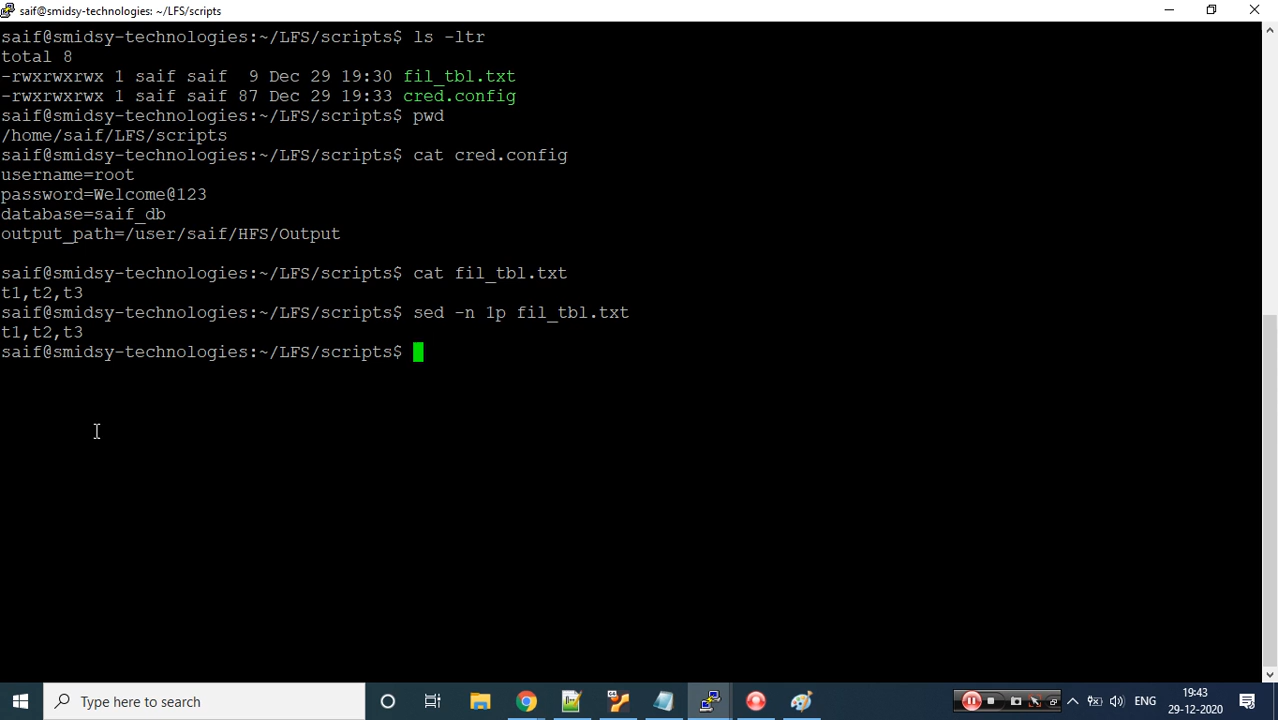 saif@smidsy-technologies: ~/LFS/scripts
saif@smidsy-technologies:~/LFS/scripts$ ls -ltr
total 8
-rwxrwxrwx 1 saif saif  9 Dec 29 19:30 fil_tbl.txt
-rwxrwxrwx 1 saif saif 87 Dec 29 19:33 cred.config
saif@smidsy-technologies:~/LFS/scripts$ pwd
/home/saif/LFS/scripts
saif@smidsy-technologies:~/LFS/scripts$ cat cred.config
username=root
password=Welcome@123
database=saif_db
output_path=/user/saif/HFS/Output
saif@smidsy-technologies:~/LFS/scripts$ cat fil_tbl.txt
t1,t2,t3
saif@smidsy-technologies:~/LFS/scripts$ sed -n 1p fil_tbl.txt
t1,t2,t3
saif@smidsy-technologies:~/LFS/scripts$
Type here to search
ENG
19:43
29-12-2020